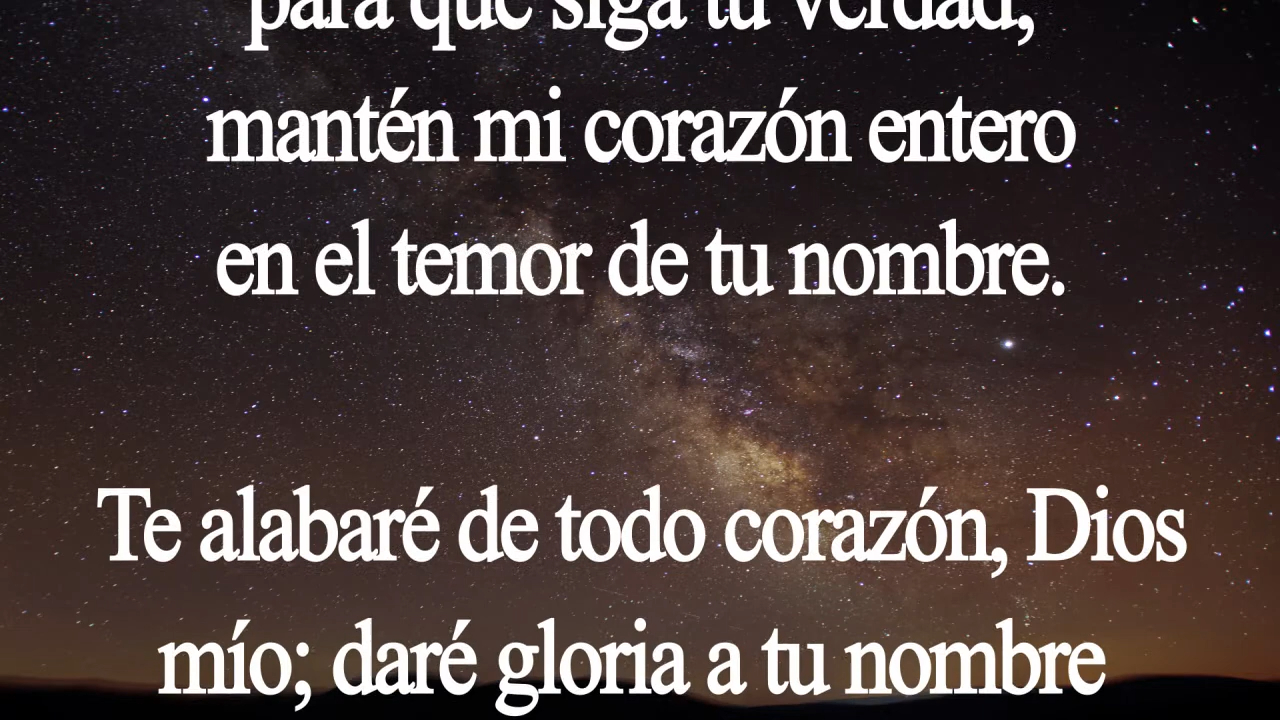 para que siga tu verdad,
mantén mi corazón entero
en el temor de tu nombre.
Te alabaré de todo corazón, Dios
mío; daré gloria a tu nombre